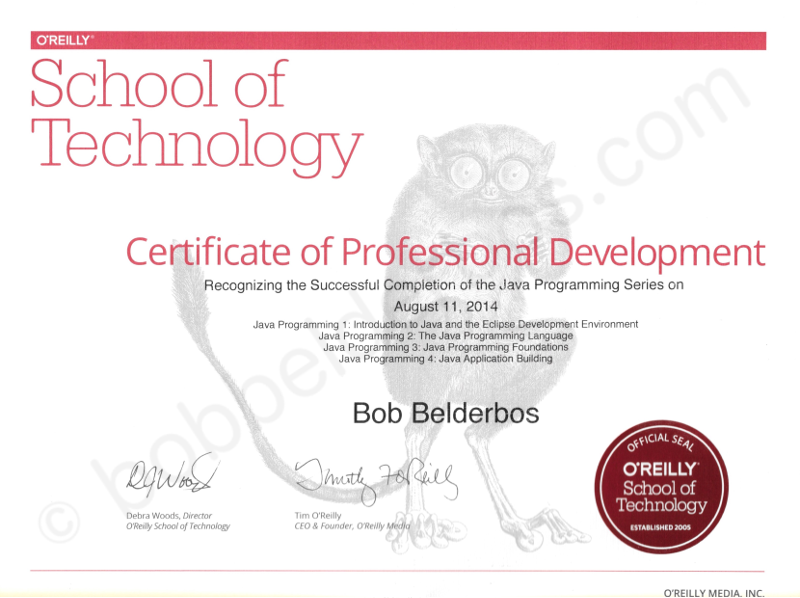 O'REILLY®
School of
Technology
Certificate of Professional Development
Recognizing the Successful Completion of the Java Programming Series on
August 11, 2014
Java Programming 1: Introduction to Java and the Eclipse Development Environment
Java Programming 2: The Java Programming Language
Java Programming 3: Java Programming Foundations
Java Programming 4: Java Application Building
Bob Belderbos
DJWoods
Timothy F O'Reilly
Debra Woods, Director
O'Reilly School of Technology
Tim O'Reilly
CEO & Founder, O'Reilly Media
OFFICIAL SEAL
O'REILLY®
School of
Technology
ESTABLISHED 2005
© bobbelderbos.com
O'REILLY MEDIA, INC.